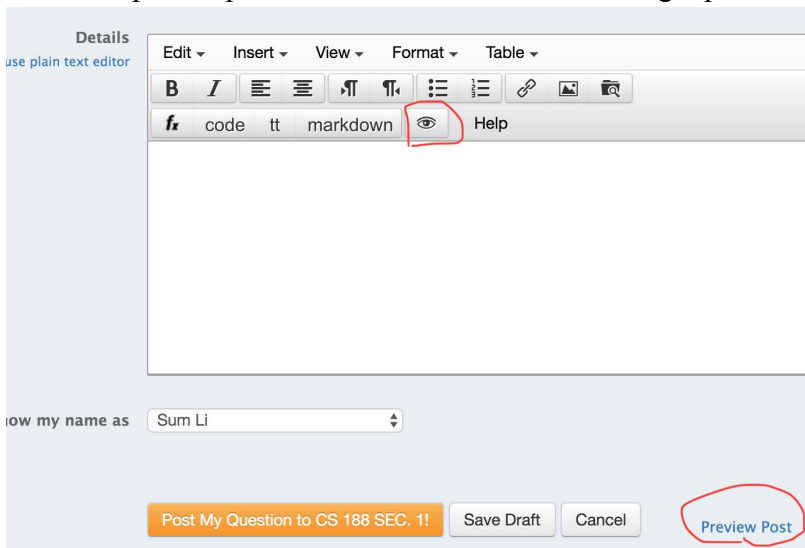 Details
use plain text editor
Edit Insert View Format Table
B I
fx code tt markdown Help
now my name as Sum Li
Post My Question to CS 188 SEC. 1! Save Draft Cancel Preview Post